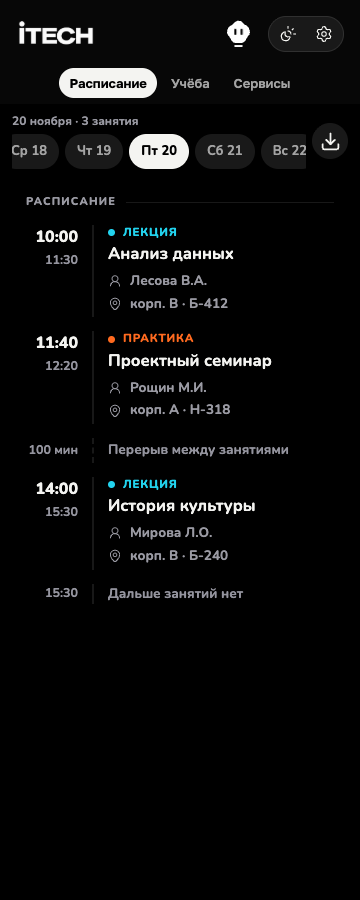 iTECH
Расписание
Учёба
Сервисы
20 ноября · 3 занятия
Ср 18
Чт 19
Пт 20
Сб 21
Вс 22
РАСПИСАНИЕ
10:00
11:30
ЛЕКЦИЯ
Анализ данных
Лесова В.А.
корп. В · Б-412
11:40
12:20
ПРАКТИКА
Проектный семинар
Рощин М.И.
корп. А · Н-318
100 мин
Перерыв между занятиями
14:00
15:30
ЛЕКЦИЯ
История культуры
Мирова Л.О.
корп. В · Б-240
15:30
Дальше занятий нет